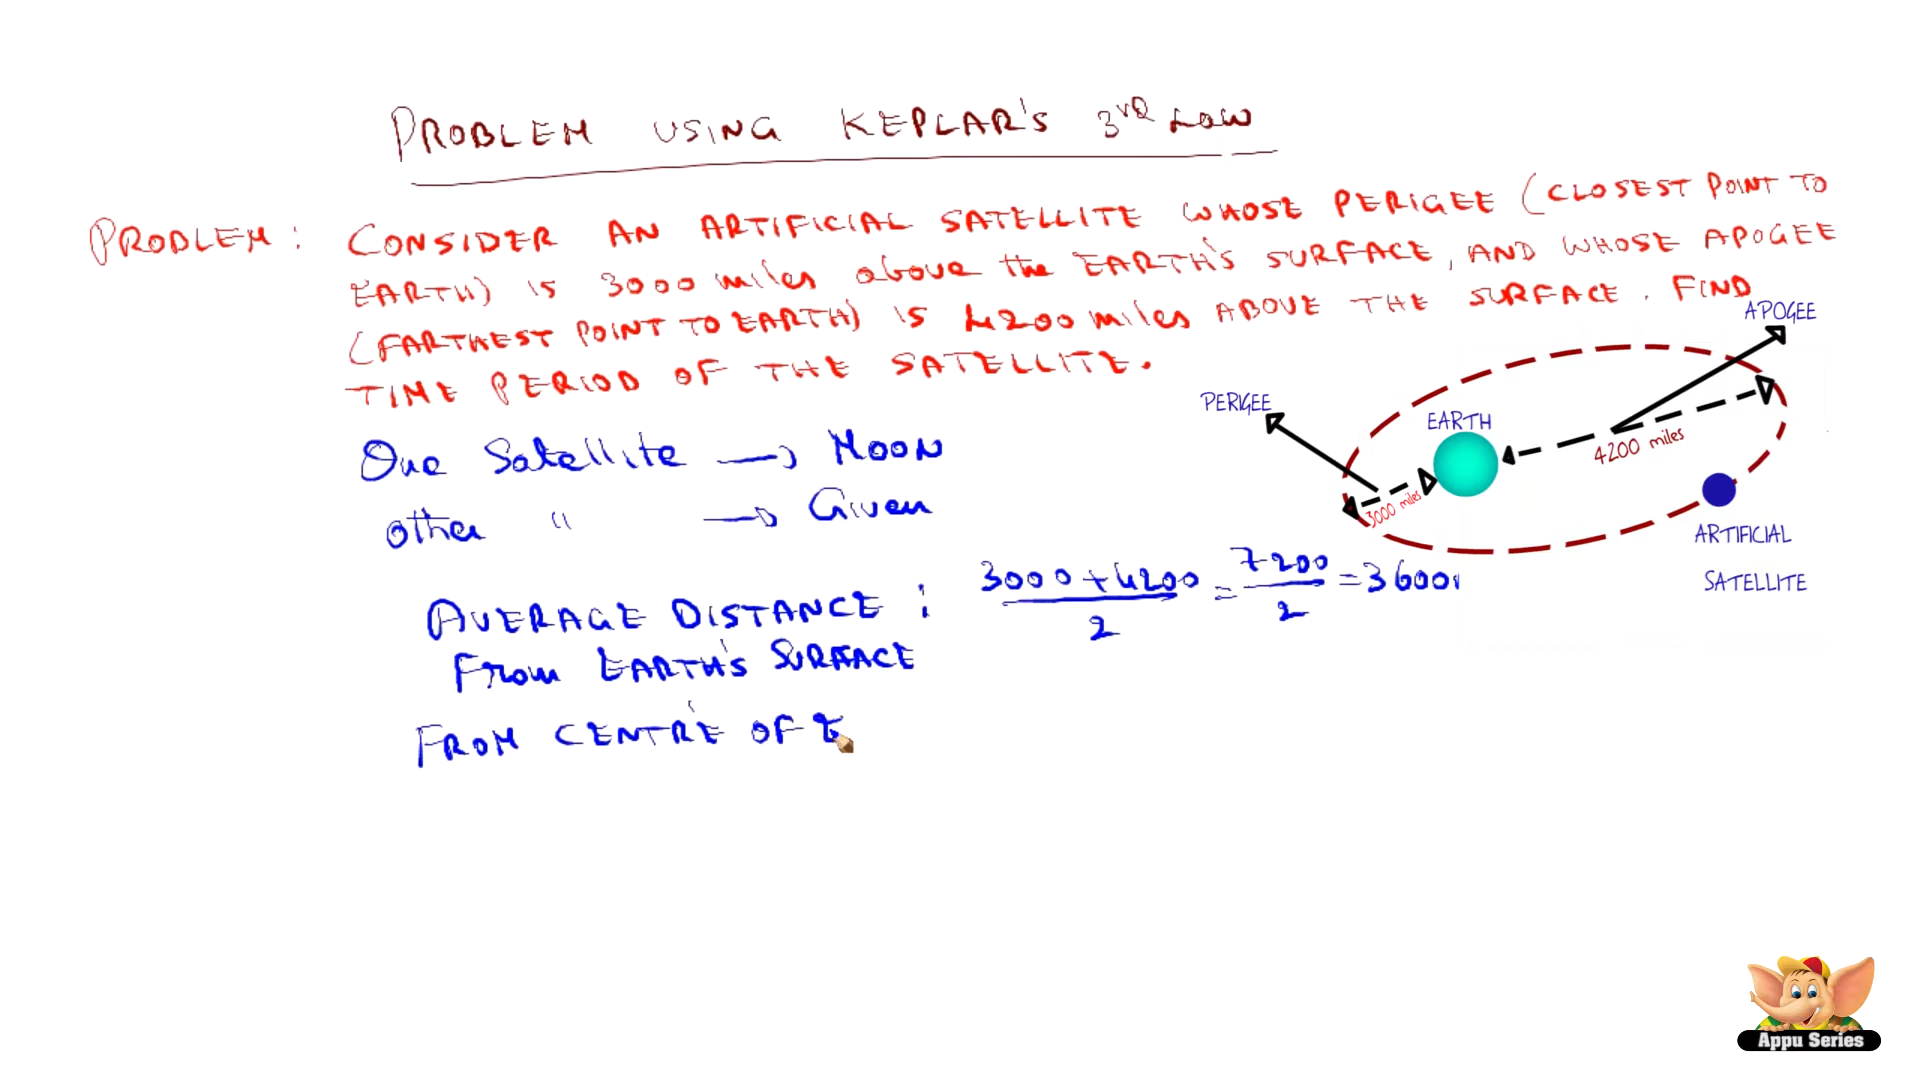 PROBLEM USING KEPLAR'S 3rd LAW
PROBLEM: CONSIDER AN ARTIFICIAL SATELLITE WHOSE PERIGEE (CLOSEST POINT TO
EARTH) IS 3000 miles above the EARTH'S SURFACE, AND WHOSE APOGEE
(FARTHEST POINT TO EARTH) IS 4200 miles ABOVE THE SURFACE. FIND
TIME PERIOD OF THE SATELLITE.
APOGEE
PERIGEE
EARTH
4200 miles
3000 miles
ARTIFICIAL
SATELLITE
One Satellite → Moon
other " → Given
AVERAGE DISTANCE : 3000+4200/2 = 7200/2 = 3600
From EARTH'S SURFACE
FROM CENTRE OF E
Appu Series